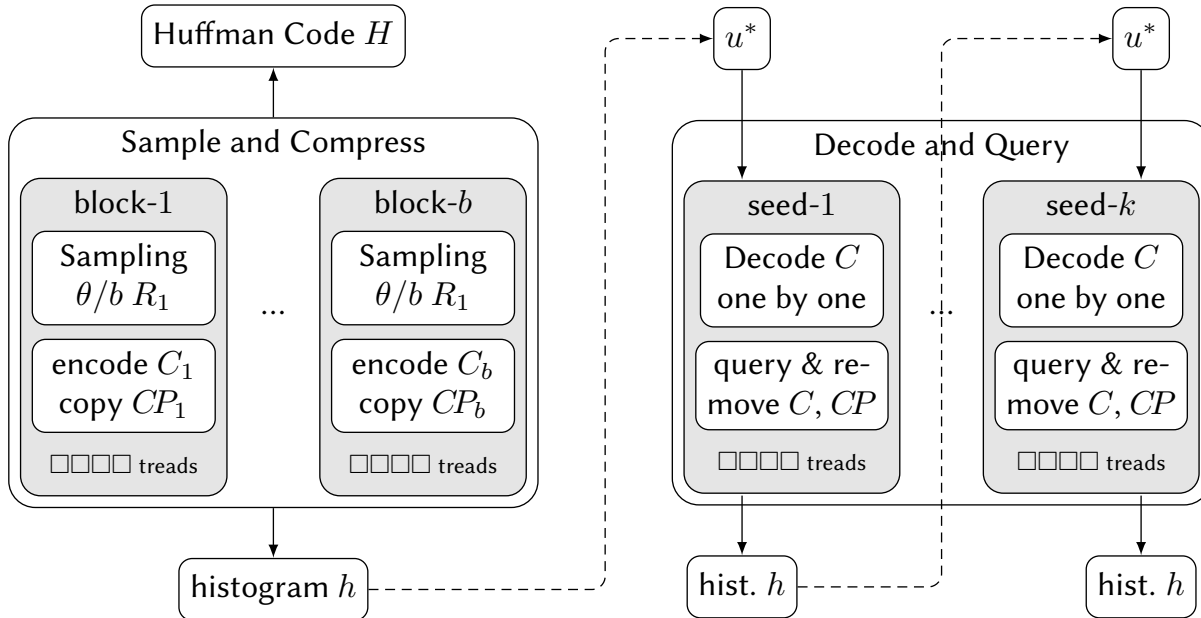 Huffman Code H
Sample and Compress
block-1
Sampling
θ/b R₁
encode C₁
copy CP₁
□□□□ treads
...
block-b
Sampling
θ/b R₁
encode C_b
copy CP_b
□□□□ treads
histogram h
u*
Decode and Query
seed-1
Decode C
one by one
query & re-
move C, CP
□□□□ treads
hist. h
...
u*
seed-k
Decode C
one by one
query & re-
move C, CP
□□□□ treads
hist. h